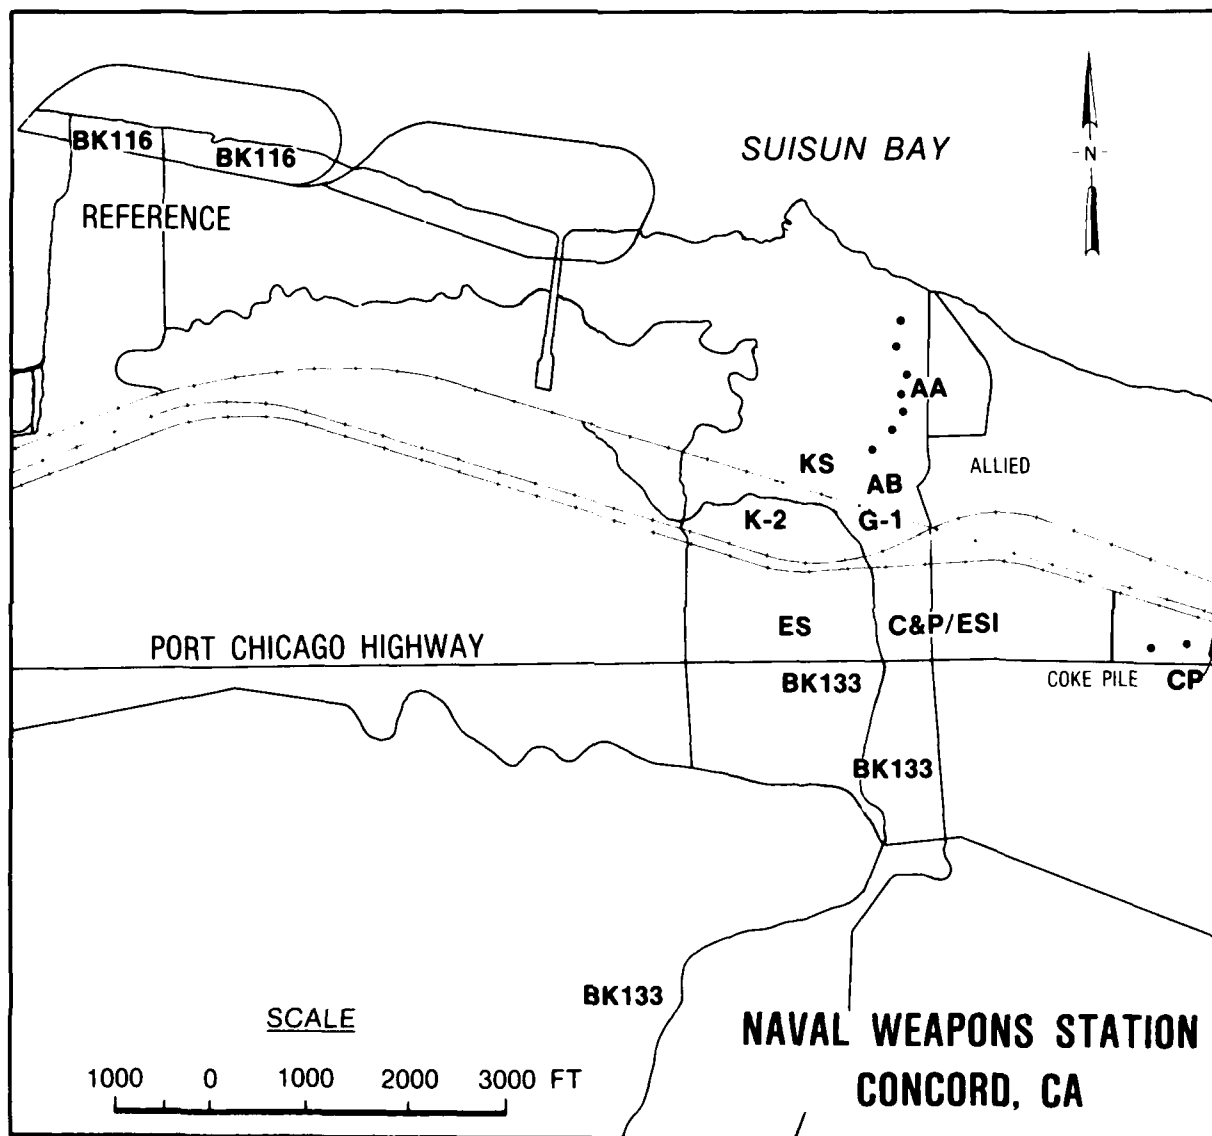 BK116
BK116
SUISUN BAY
N
REFERENCE
AA
KS
ALLIED
AB
K-2
G-1
ES
C&P/ESI
PORT CHICAGO HIGHWAY
BK133
COKE PILE
CP
BK133
BK133
SCALE
NAVAL WEAPONS STATION
CONCORD, CA
1000 0 1000 2000 3000 FT